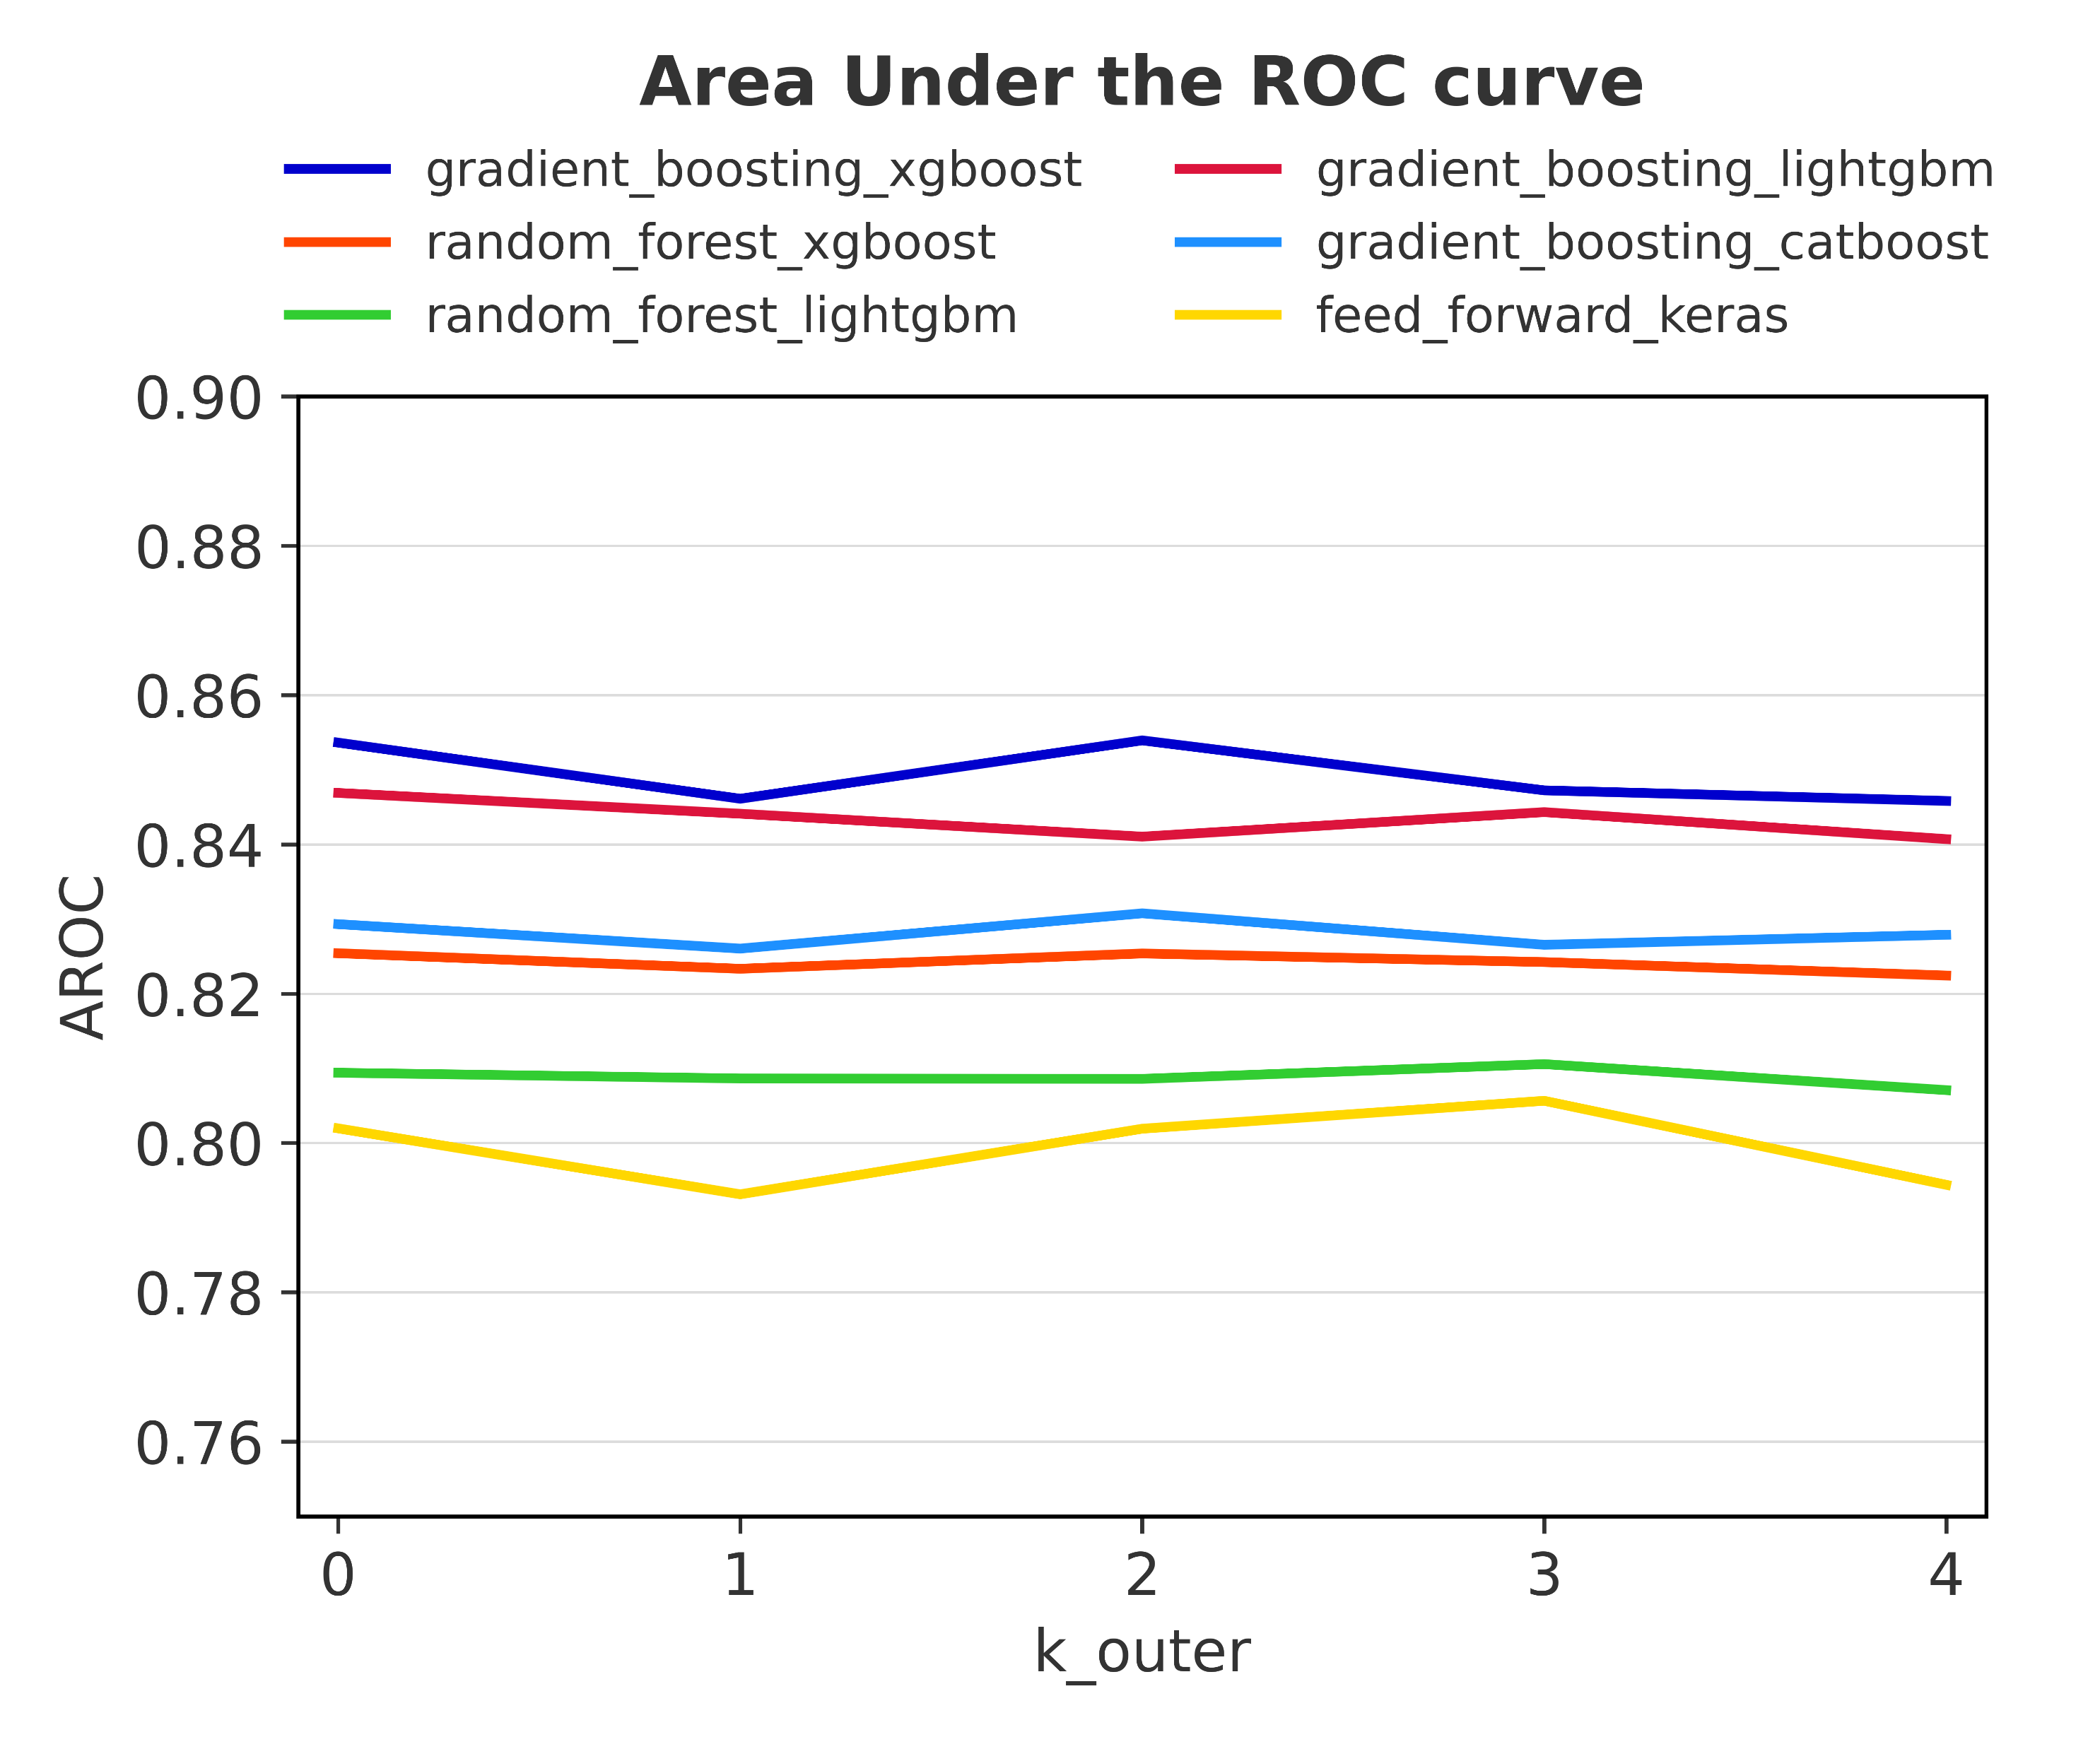 Area Under the ROC curve
gradient_boosting_xgboost
random_forest_xgboost
random_forest_lightgbm
gradient_boosting_lightgbm
gradient_boosting_catboost
feed_forward_keras
0.90
0.88
0.86
0.84
0.82
0.80
0.78
0.76
AROC
0 1 2 3 4
k_outer